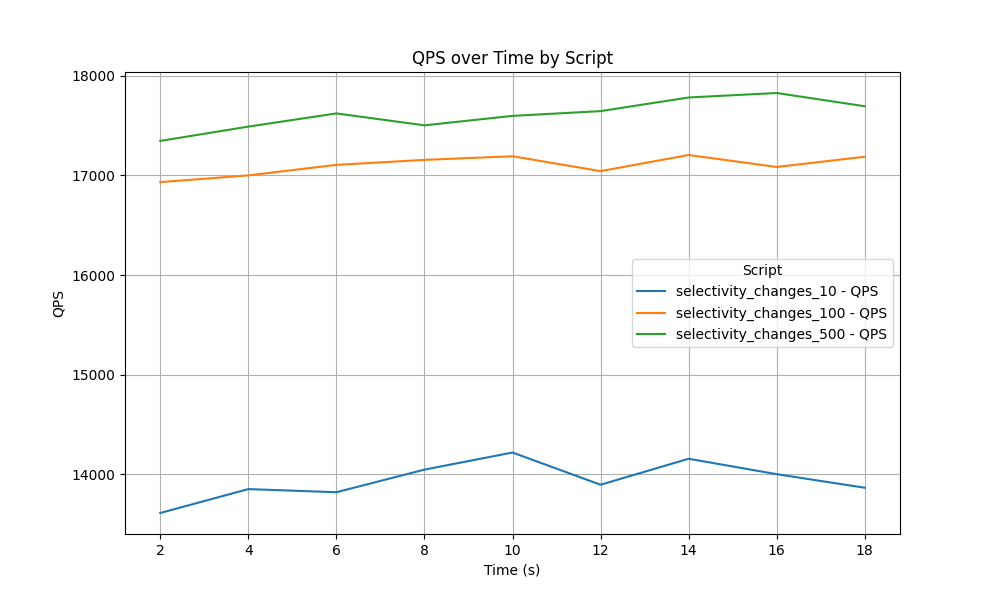 QPS over Time by Script
18000
17000
16000
15000
14000
QPS
Script
selectivity_changes_10 - QPS
selectivity_changes_100 - QPS
selectivity_changes_500 - QPS
2 4 6 8 10 12 14 16 18
Time (s)